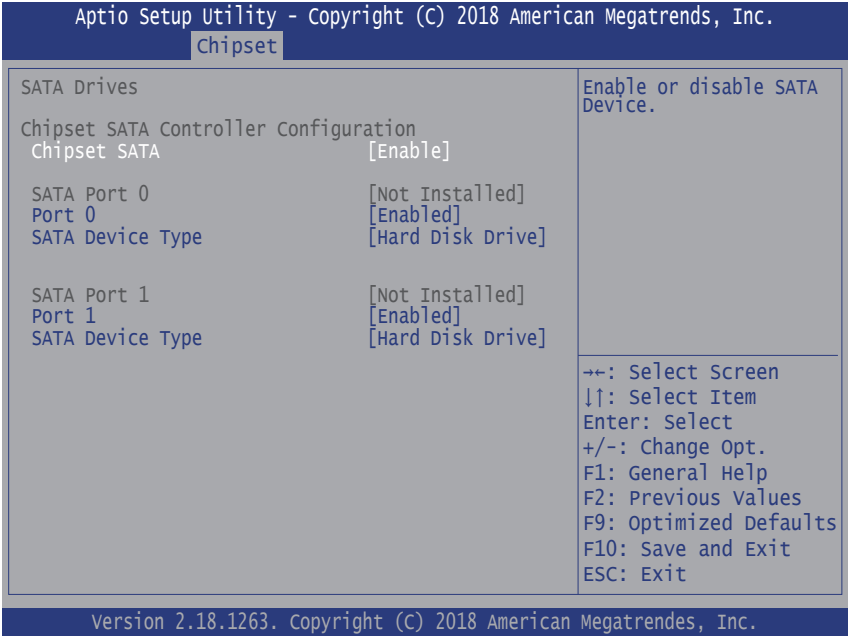 Aptio Setup Utility - Copyright (C) 2018 American Megatrends, Inc.
Chipset
SATA Drives
Chipset SATA Controller Configuration
Chipset SATA [Enable]
SATA Port 0 [Not Installed]
Port 0 [Enabled]
SATA Device Type [Hard Disk Drive]
SATA Port 1 [Not Installed]
Port 1 [Enabled]
SATA Device Type [Hard Disk Drive]
Enable or disable SATA
Device.
→←: Select Screen
↓↑: Select Item
Enter: Select
+/-: Change Opt.
F1: General Help
F2: Previous Values
F9: Optimized Defaults
F10: Save and Exit
ESC: Exit
Version 2.18.1263. Copyright (C) 2018 American Megatrendes, Inc.